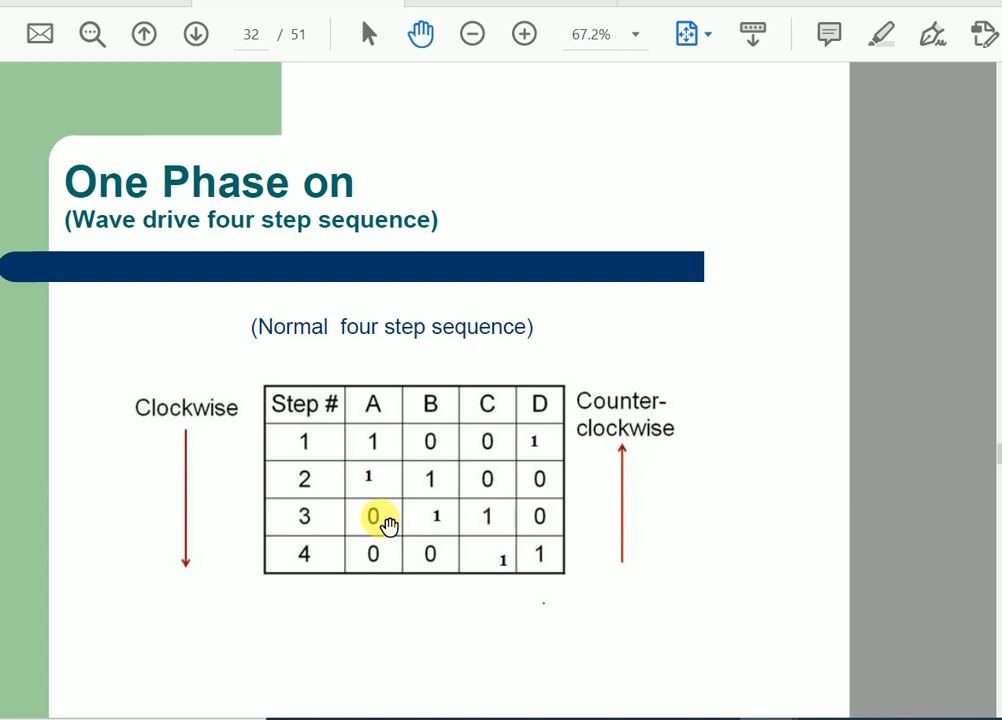 32 / 51 67.2%
One Phase on
(Wave drive four step sequence)
(Normal four step sequence)
Clockwise
Step # A B C D
1 1 0 0 1
2 1 1 0 0
3 0 1 1 0
4 0 0 1 1
Counter-
clockwise